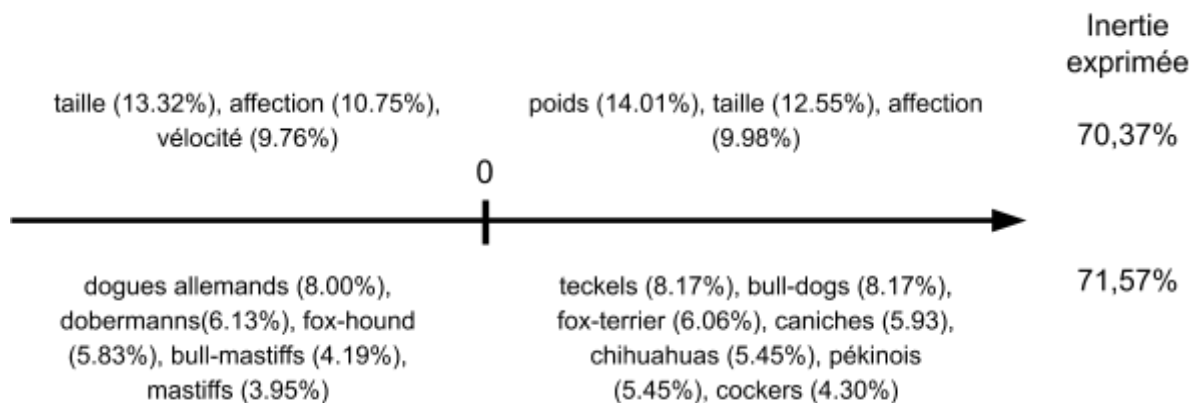 Inertie
exprimée
taille (13.32%), affection (10.75%),
vélocité (9.76%)
poids (14.01%), taille (12.55%), affection
(9.98%)
70,37%
0
dogues allemands (8.00%),
dobermanns(6.13%), fox-hound
(5.83%), bull-mastiffs (4.19%),
mastiffs (3.95%)
teckels (8.17%), bull-dogs (8.17%),
fox-terrier (6.06%), caniches (5.93),
chihuahuas (5.45%), pékinois
(5.45%), cockers (4.30%)
71,57%